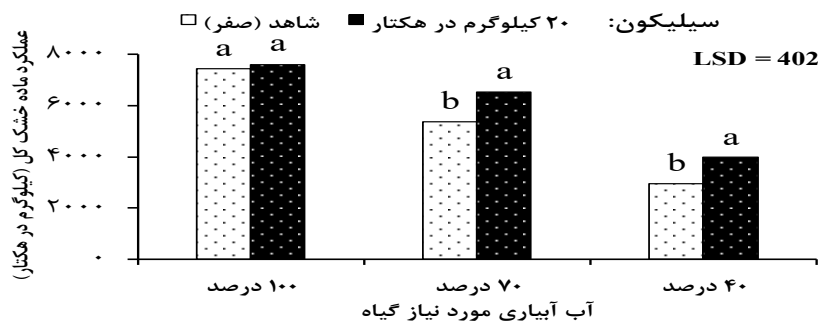 سیلیکون: ۲۰ کیلوگرم در هکتار شاهد (صفر)
LSD = 402
عملکرد ماده خشک کل (کیلوگرم در هکتار)
۸۰۰۰
۶۰۰۰
۴۰۰۰
۲۰۰۰
۰
a a
b a
b a
۱۰۰ درصد ۷۰ درصد ۴۰ درصد
آب آبیاری مورد نیاز گیاه